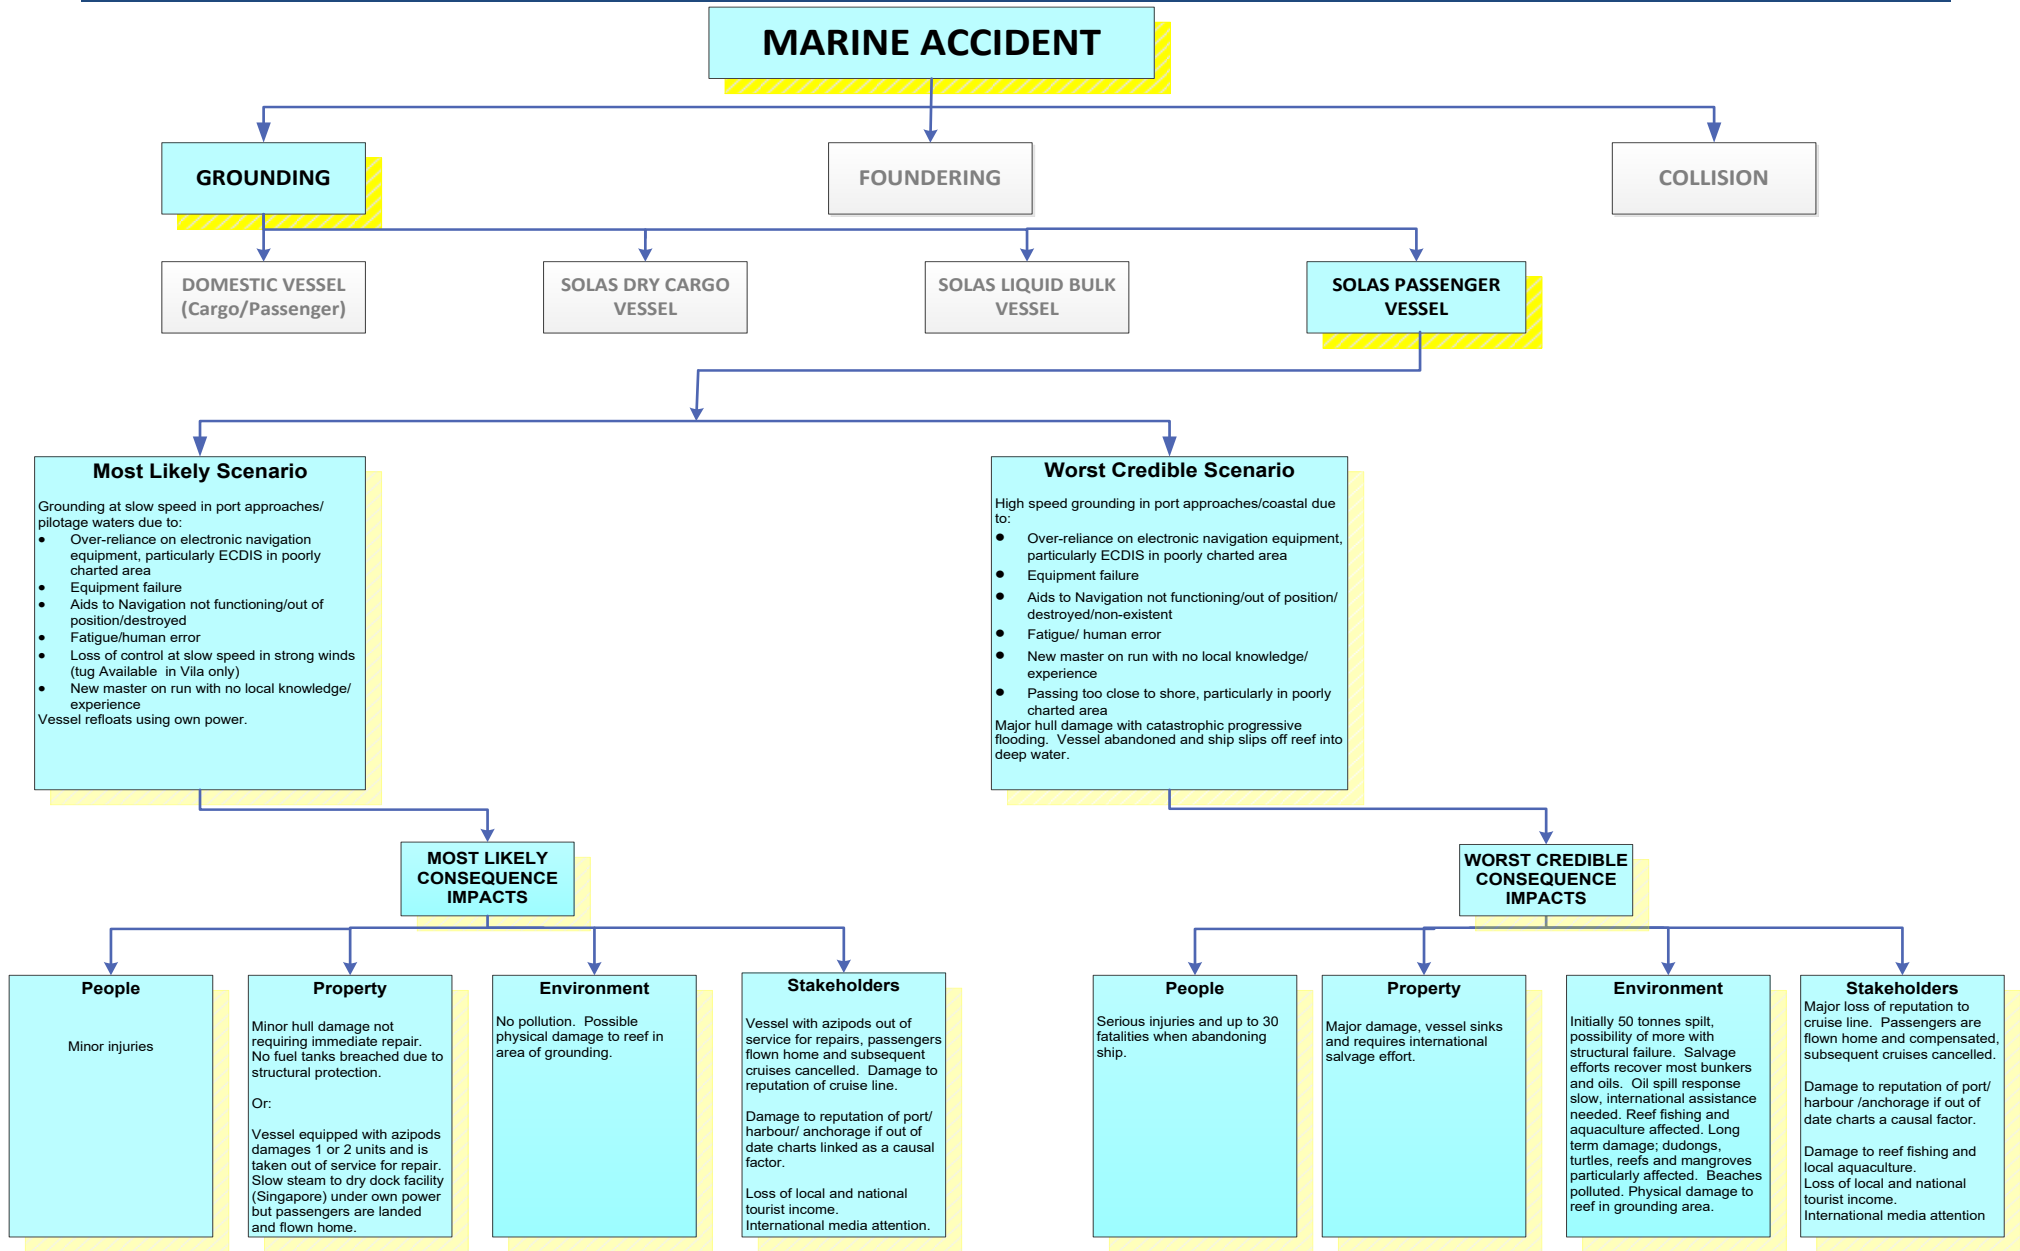 MARINE ACCIDENT
GROUNDING
FOUNDERING
COLLISION
DOMESTIC VESSEL
(Cargo/Passenger)
SOLAS DRY CARGO
VESSEL
SOLAS LIQUID BULK
VESSEL
SOLAS PASSENGER
VESSEL
Most Likely Scenario
Grounding at slow speed in port approaches/
pilotage waters due to:
• Over-reliance on electronic navigation
equipment, particularly ECDIS in poorly
charted area
• Equipment failure
• Aids to Navigation not functioning/out of
position/destroyed
• Fatigue/human error
• Loss of control at slow speed in strong winds
(tug Available in Vila only)
• New master on run with no local knowledge/
experience
Vessel refloats using own power.
Worst Credible Scenario
High speed grounding in port approaches/coastal due
to:
• Over-reliance on electronic navigation equipment,
particularly ECDIS in poorly charted area
• Equipment failure
• Aids to Navigation not functioning/out of position/
destroyed/non-existent
• Fatigue/ human error
• New master on run with no local knowledge/
experience
• Passing too close to shore, particularly in poorly
charted area
Major hull damage with catastrophic progressive
flooding. Vessel abandoned and ship slips off reef into
deep water.
MOST LIKELY
CONSEQUENCE
IMPACTS
WORST CREDIBLE
CONSEQUENCE
IMPACTS
People
Minor injuries
Property
Minor hull damage not
requiring immediate repair.
No fuel tanks breached due to
structural protection.
Or:
Vessel equipped with azipods
damages 1 or 2 units and is
taken out of service for repair.
Slow steam to dry dock facility
(Singapore) under own power
but passengers are landed
and flown home.
Environment
No pollution. Possible
physical damage to reef in
area of grounding.
Stakeholders
Vessel with azipods out of
service for repairs, passengers
flown home and subsequent
cruises cancelled. Damage to
reputation of cruise line.
Damage to reputation of port/
harbour/ anchorage if out of
date charts linked as a causal
factor.
Loss of local and national
tourist income.
International media attention.
People
Serious injuries and up to 30
fatalities when abandoning
ship.
Property
Major damage, vessel sinks
and requires international
salvage effort.
Environment
Initially 50 tonnes spilt,
possibility of more with
structural failure. Salvage
efforts recover most bunkers
and oils. Oil spill response
slow, international assistance
needed. Reef fishing and
aquaculture affected. Long
term damage; dudongs,
turtles, reefs and mangroves
particularly affected. Beaches
polluted. Physical damage to
reef in grounding area.
Stakeholders
Major loss of reputation to
cruise line. Passengers are
flown home and compensated,
subsequent cruises cancelled.
Damage to reputation of port/
harbour /anchorage if out of
date charts a causal factor.
Damage to reef fishing and
local aquaculture.
Loss of local and national
tourist income.
International media attention